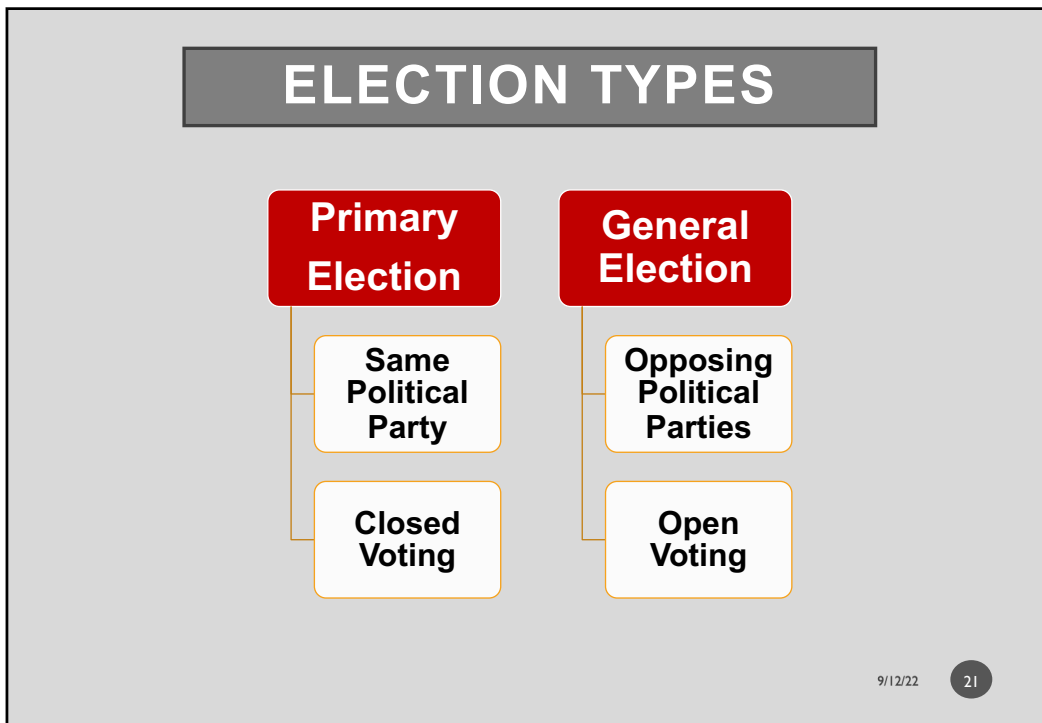 ELECTION TYPES
Primary
Election
Same
Political
Party
Closed
Voting
General
Election
Opposing
Political
Parties
Open
Voting
9/12/22
21